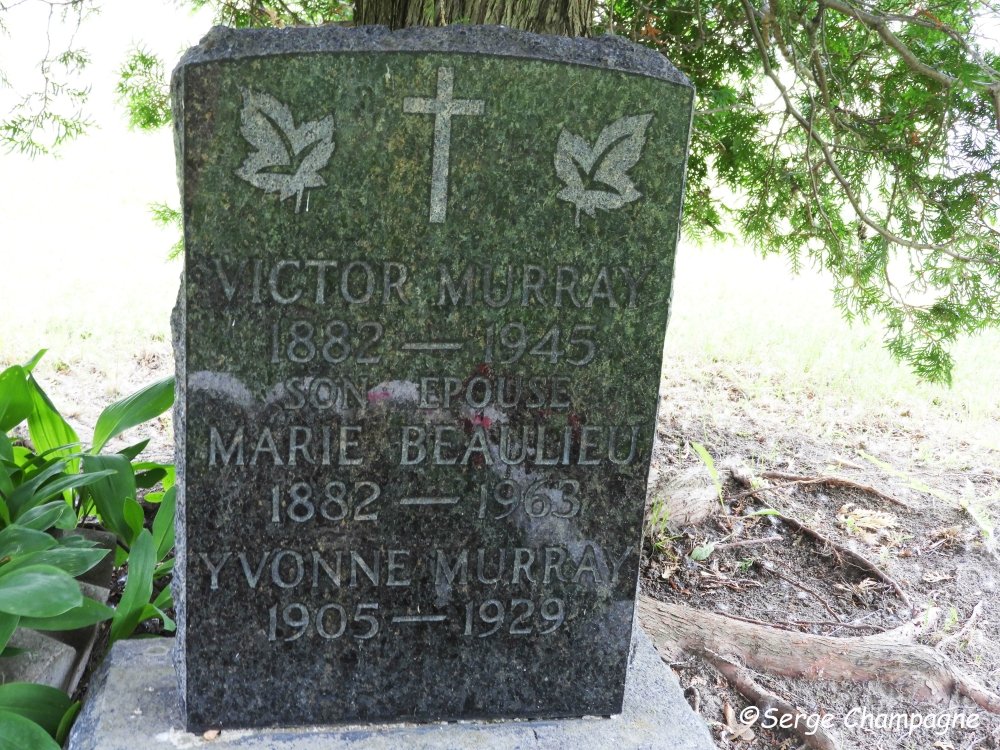 VICTOR MURRAY
1882 — 1945
SON EPOUSE
MARIE BEAULIEU
1882 — 1963
YVONNE MURRAY
1905 — 1929
©Serge Champagne